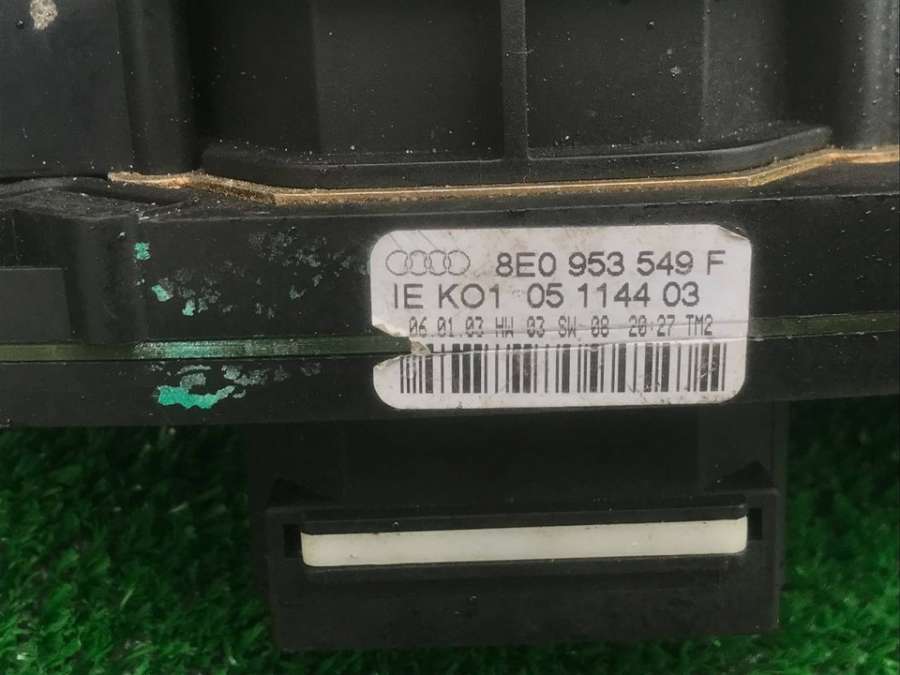 8E0 953 549 F
IE KO1 05 1144 03
06.01.03 HW 03 SW 08 20:27 TM2